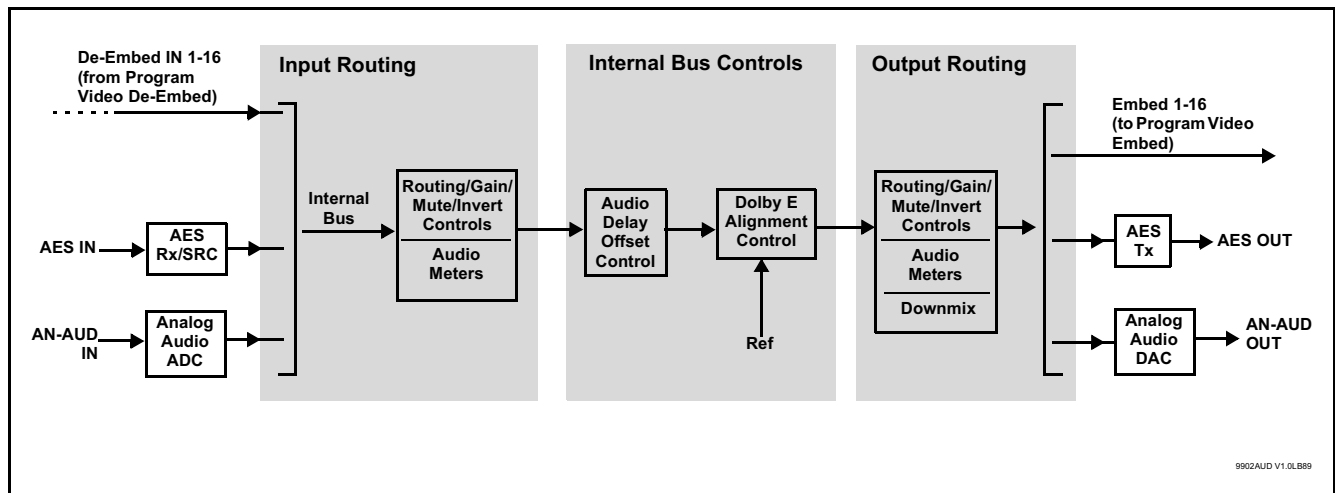 De-Embed IN 1-16
(from Program
Video De-Embed)
Input Routing
Internal
Bus
Routing/Gain/
Mute/Invert
Controls
Audio
Meters
AES IN
AES
Rx/SRC
AN-AUD
IN
Analog
Audio
ADC
Internal Bus Controls
Audio
Delay
Offset
Control
Dolby E
Alignment
Control
Ref
Output Routing
Routing/Gain/
Mute/Invert
Controls
Audio
Meters
Downmix
Embed 1-16
(to Program Video
Embed)
AES
Tx
AES OUT
Analog
Audio
DAC
AN-AUD
OUT
9902AUD V1.0LB89